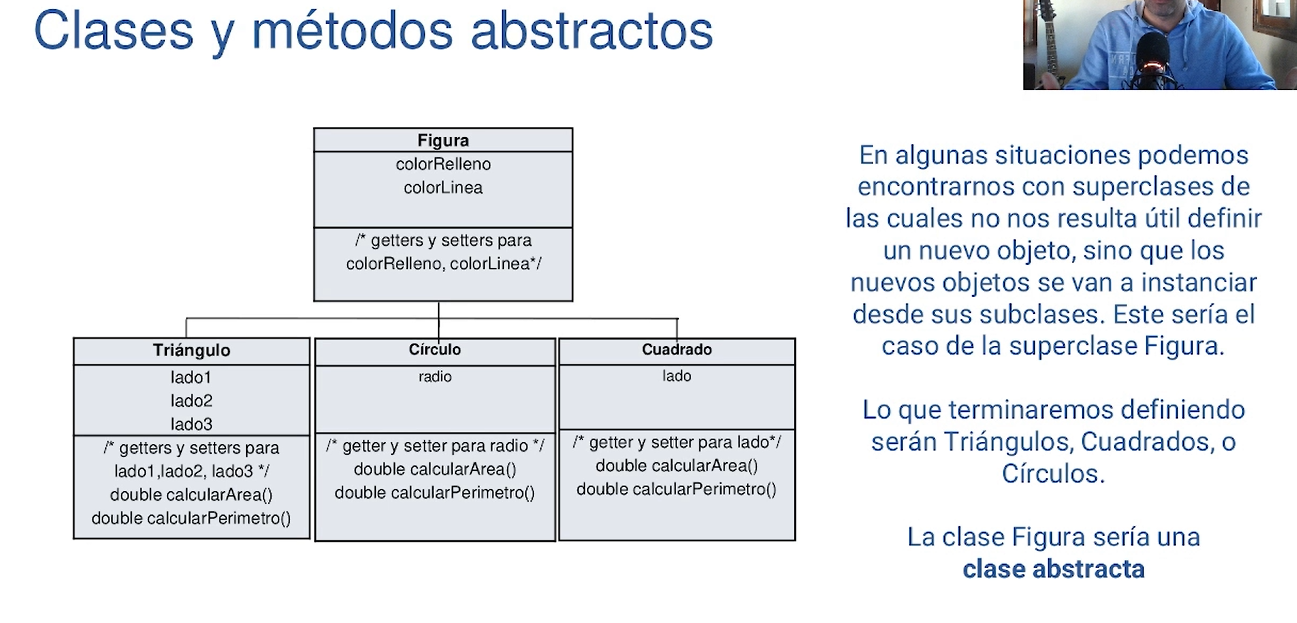 Clases y métodos abstractos
Figura
colorRelleno
colorLinea
/* getters y setters para
colorRelleno, colorLinea*/
Triángulo
lado1
lado2
lado3
/* getters y setters para
lado1,lado2, lado3 */
double calcularArea()
double calcularPerimetro()
Círculo
radio
/* getter y setter para radio */
double calcularArea()
double calcularPerimetro()
Cuadrado
lado
/* getter y setter para lado*/
double calcularArea()
double calcularPerimetro()
En algunas situaciones podemos
encontrarnos con superclases de
las cuales no nos resulta útil definir
un nuevo objeto, sino que los
nuevos objetos se van a instanciar
desde sus subclases. Este sería el
caso de la superclase Figura.
Lo que terminaremos definiendo
serán Triángulos, Cuadrados, o
Círculos.
La clase Figura sería una
clase abstracta